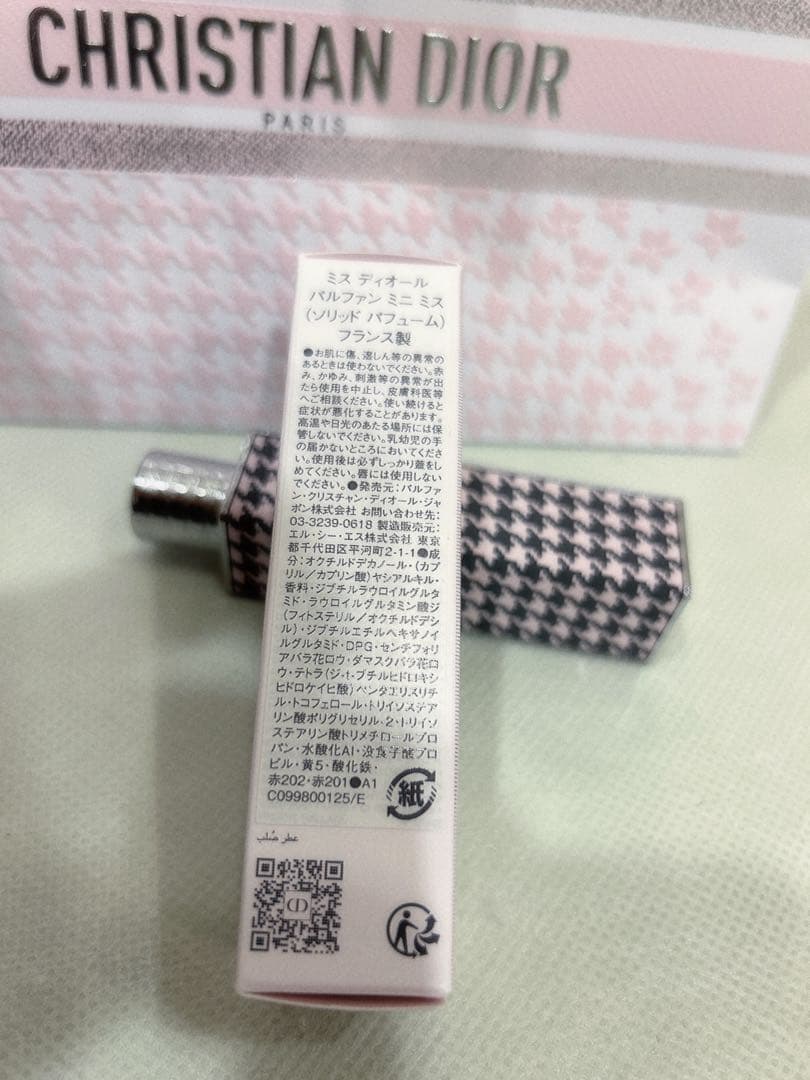 CHRISTIAN DIOR
PARIS
ミス ディオール
パルファン ミニ ミス
(ソリッド パフューム)
フランス製
●お肌に傷、湿しん等の異常の
あるときは使わないでください。赤
み、かゆみ、刺激等の異常が出
たら使用を中止し、皮膚科医等
へご相談ください。使い続けると
症状が悪化することがあります。
高温や日光のあたる場所には保
管しないでください。乳幼児の手
の届かないところにおいてくださ
い。使用後は必ずしっかり蓋をし
めてください。唇には使用しない
でください。●発売元:パルファ
ン・クリスチャン・ディオール・ジャ
ポン株式会社 お問い合わせ先:
03-3239-0618 製造販売元:
エル・シー・エス株式会社 東京
都千代田区平河町2-1-1●成
分:オクチルドデカノール・(カプ
リル/カプリン酸)ヤシアルキル・
香料・ジブチルラウロイルグルタ
ミド・ラウロイルグルタミン酸ジ
(フィトステリル/オクチルドデシ
ル)・ジブチルエチルヘキサノイ
ルグルタミド・DPG・センチフォリ
アバラ花ロウ・ダマスクバラ花ロ
ウ・テトラ(ジ-t-ブチルヒドロキシ
ヒドロケイヒ酸)ペンタエリスリチ
ル・トコフェロール・トリイソステア
リン酸ポリグリセリル-2・トリイソ
ステアリン酸トリメチロールプロ
パン・水酸化Al・没食子酸プロ
ピル・黄5・酸化鉄・
赤202・赤201●A1
C099800125/E
紙
عطر صُلب
CD